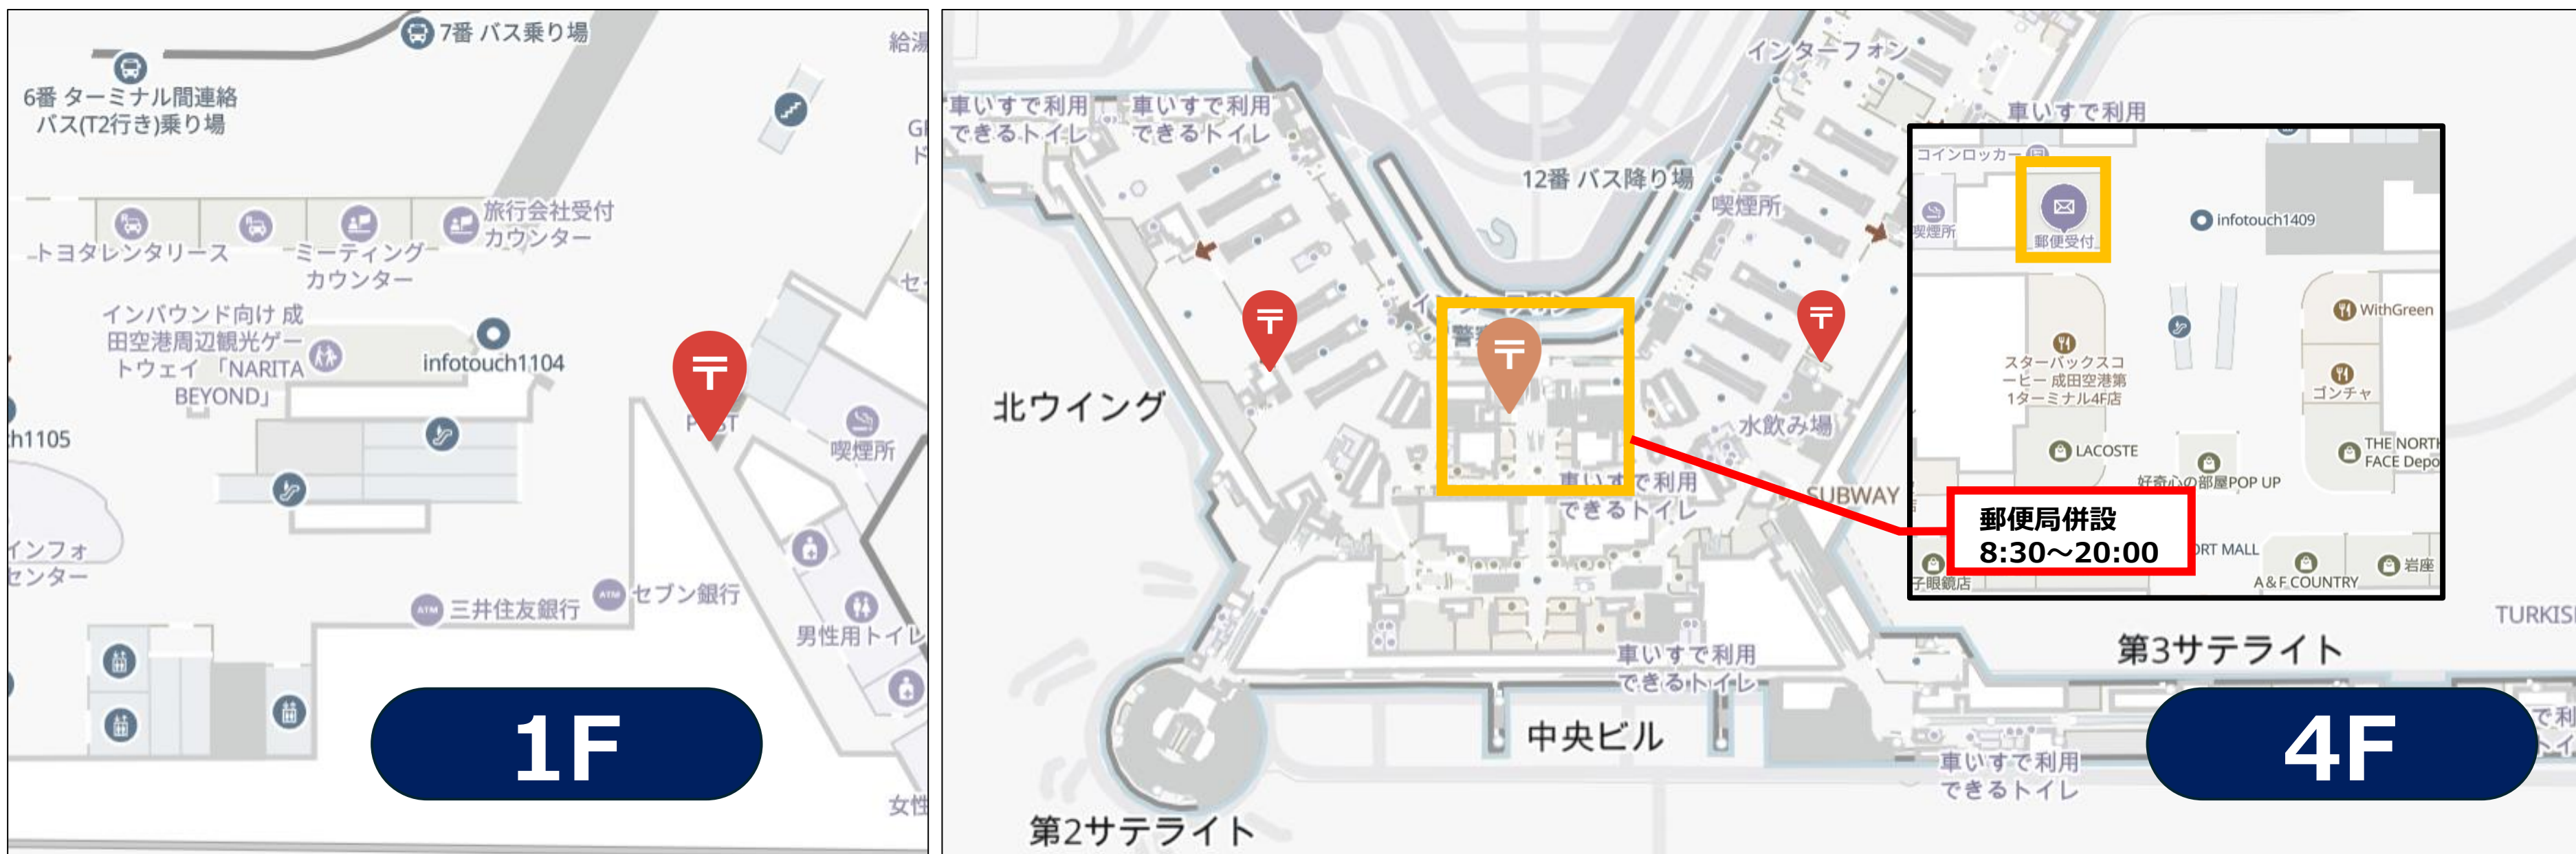 7番 バス乗り場
6番 ターミナル間連絡
バス(T2行き)乗り場
給湯
旅行会社受付
カウンター
トヨタレンタリース
ミーティング
カウンター
インバウンド向け 成
田空港周辺観光ゲー
トウェイ 「NARITA
BEYOND」
infotouch1104
〒
喫煙所
h1105
インフォ
センター
ATM 三井住友銀行
ATM セブン銀行
男性用トイレ
女性
1F
インターフォン
車いすで利用
できるトイレ
車いすで利用
できるトイレ
車いすで利用
12番 バス降り場
喫煙所
〒
〒
〒
北ウイング
水飲み場
車いすで利用
できるトイレ
SUBWAY
コインロッカー
喫煙所
郵便受付
infotouch1409
WithGreen
スターバックスコ
ーヒー 成田空港第
1ターミナル4F店
ゴンチャ
LACOSTE
THE NORTH
FACE Depo
好奇心の部屋POP UP
郵便局併設
8:30～20:00
ORT MALL
子眼鏡店
A & F COUNTRY
岩座
TURKIS
第3サテライト
車いすで利用
できるトイレ
中央ビル
車いすで利用
できるトイレ
第2サテライト
4F